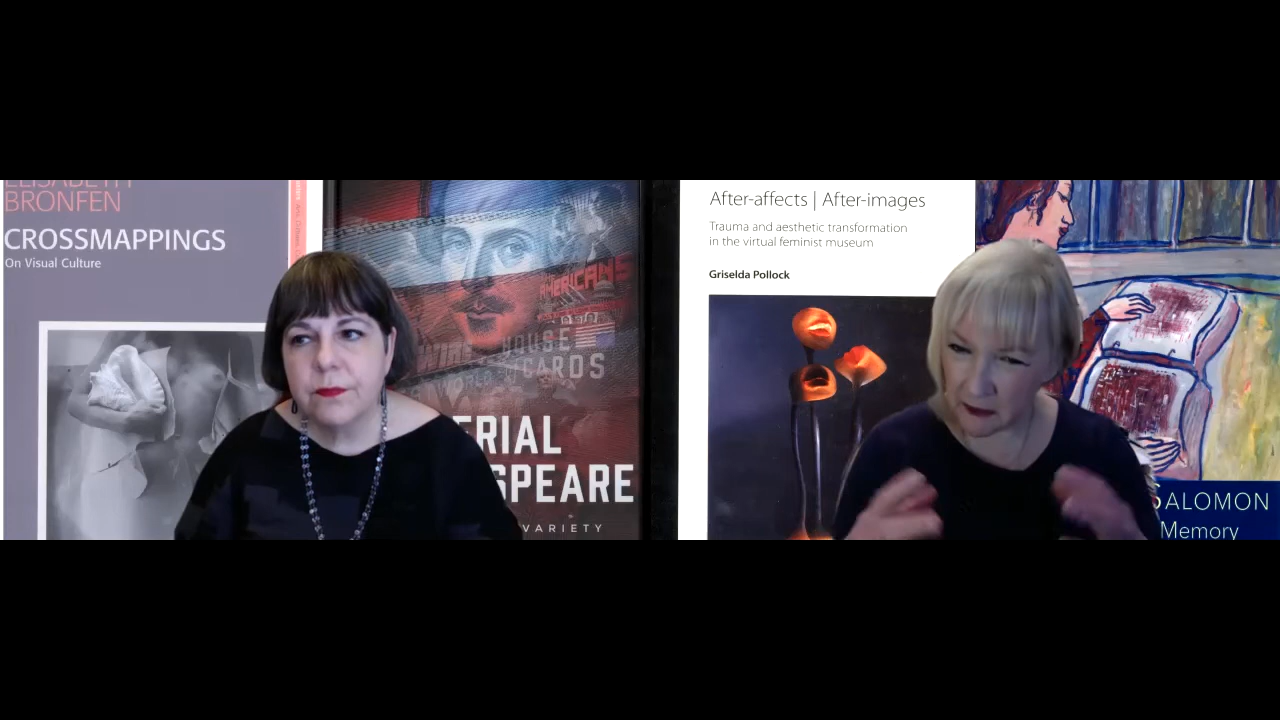 ELISABETH
BRONFEN
CROSSMAPPINGS
On Visual Culture
AMERICANS
HOUSE
CARDS
ERIAL
SPEARE
VARIETY
After-affects | After-images
Trauma and aesthetic transformation
in the virtual feminist museum
Griselda Pollock
SALOMON
Memory